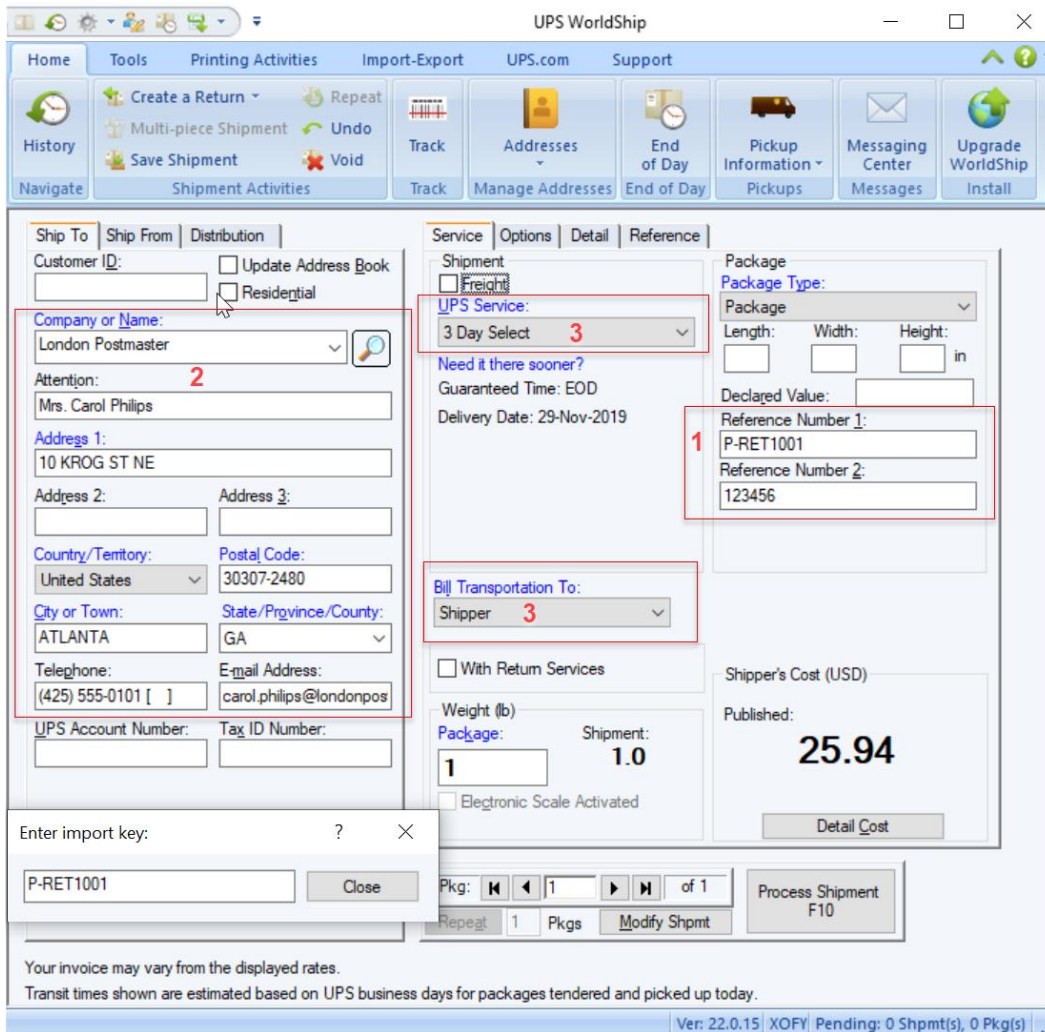 UPS WorldShip
Home Tools Printing Activities Import-Export UPS.com Support
History
Create a Return
Multi-piece Shipment
Save Shipment
Repeat
Undo
Void
Track
Addresses
End
of Day
Pickup
Information
Messaging
Center
Upgrade
WorldShip
Navigate Shipment Activities Track Manage Addresses End of Day Pickups Messages Install
Ship To Ship From Distribution
Customer ID:
Update Address Book
Residential
Company or Name:
London Postmaster
2
Attention:
Mrs. Carol Philips
Address 1:
10 KROG ST NE
Address 2: Address 3:
Country/Territory: Postal Code:
United States 30307-2480
City or Town: State/Province/County:
ATLANTA GA
Telephone: E-mail Address:
(425) 555-0101 [ ] carol.philips@londonpos
UPS Account Number: Tax ID Number:
Service Options Detail Reference
Shipment
Freight
UPS Service:
3 Day Select 3
Need it there sooner?
Guaranteed Time: EOD
Delivery Date: 29-Nov-2019
Bill Transportation To:
Shipper 3
With Return Services
Weight (lb)
Package: Shipment:
1 1.0
Electronic Scale Activated
Package
Package Type:
Package
Length: Width: Height:
in
Declared Value:
1
Reference Number 1:
P-RET1001
Reference Number 2:
123456
Shipper's Cost (USD)
Published:
25.94
Detail Cost
Enter import key: ?
P-RET1001 Close
Pkg: 1 of 1
Repeat 1 Pkgs Modify Shpmt
Process Shipment
F10
Your invoice may vary from the displayed rates.
Transit times shown are estimated based on UPS business days for packages tendered and picked up today.
Ver: 22.0.15 XOFY Pending: 0 Shpmt(s), 0 Pkg(s)